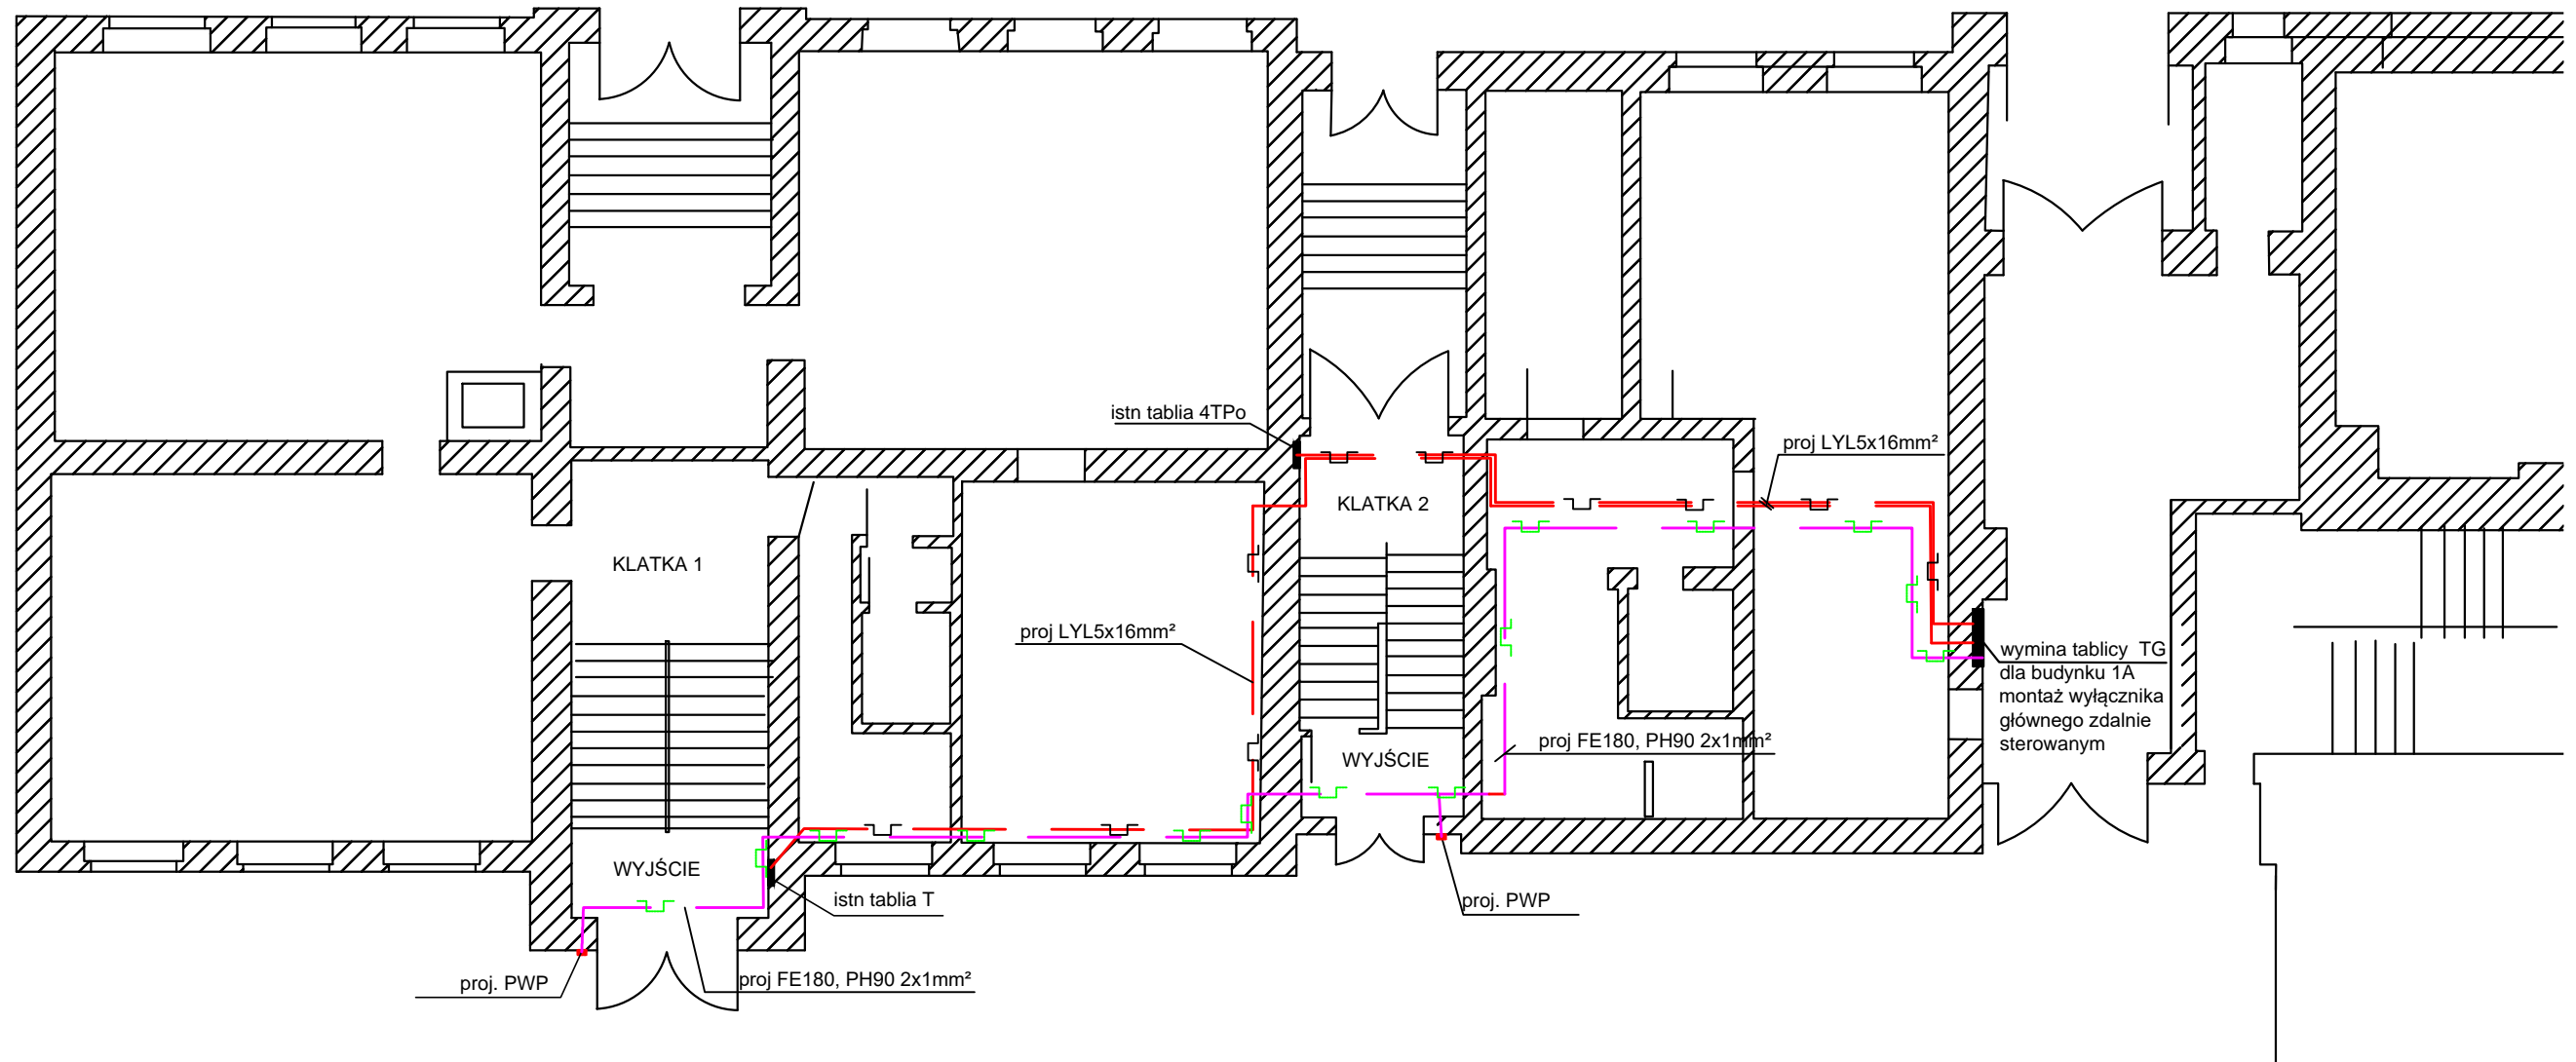 istn tablia 4TPo
proj LYL5x16mm²
KLATKA 2
KLATKA 1
proj LYL5x16mm²
wymina tablicy TG
dla budynku 1A
montaż wyłącznika
głównego zdalnie
sterowanym
proj FE180, PH90 2x1mm²
WYJŚCIE
WYJŚCIE
istn tablia T
proj. PWP
proj. PWP
proj FE180, PH90 2x1mm²